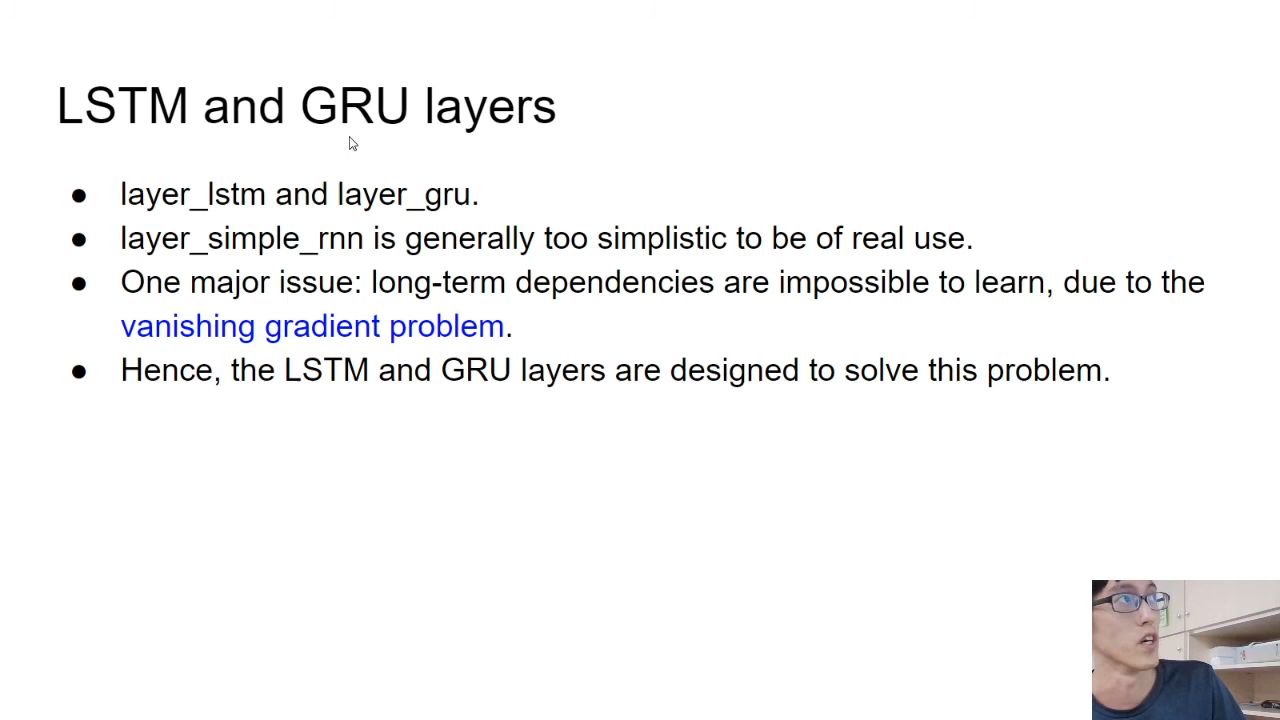 LSTM and GRU layers
● layer_lstm and layer_gru.
● layer_simple_rnn is generally too simplistic to be of real use.
● One major issue: long-term dependencies are impossible to learn, due to the
vanishing gradient problem.
● Hence, the LSTM and GRU layers are designed to solve this problem.